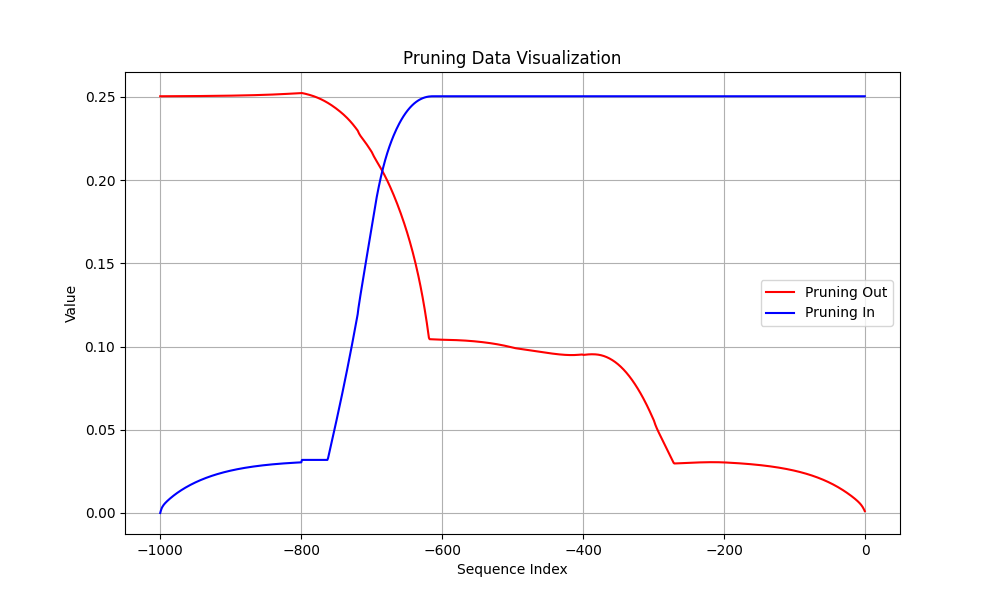 Pruning Data Visualization
Value
0.25
0.20
0.15
0.10
0.05
0.00
Pruning Out
Pruning In
−1000
−800
−600
−400
−200
0
Sequence Index